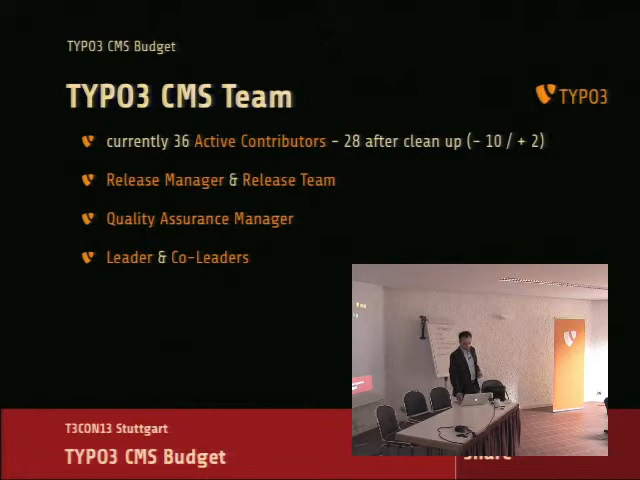 TYPO3 CMS Budget
TYPO3 CMS Team
TYPO3
currently 36 Active Contributors - 28 after clean up (- 10 / + 2)
Release Manager & Release Team
Quality Assurance Manager
Leader & Co-Leaders
T3CON13 Stuttgart
TYPO3 CMS Budget
share